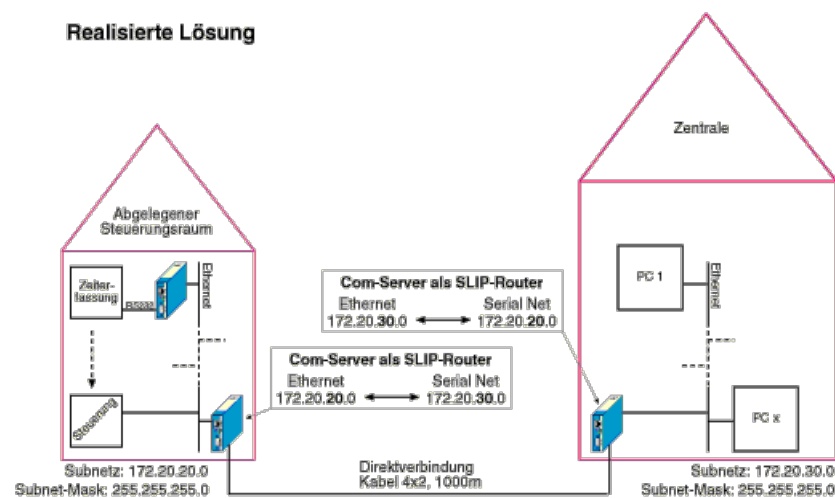 Realisierte Lösung
Zentrale
Abgelegener
Steuerungsraum
Zeiter-
fassung
RS232
Ethernet
Com-Server als SLIP-Router
Ethernet Serial Net
172.20.30.0 172.20.20.0
PC 1
Ethernet
Com-Server als SLIP-Router
Ethernet Serial Net
172.20.20.0 172.20.30.0
Steuerung
PC x
Subnetz: 172.20.20.0
Subnet-Mask: 255.255.255.0
Direktverbindung
Kabel 4x2, 1000m
Subnetz: 172.20.30.0
Subnet-Mask: 255.255.255.0